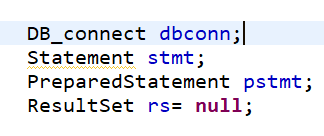 DB_connect dbconn;
Statement stmt;
PreparedStatement pstmt;
ResultSet rs= null;